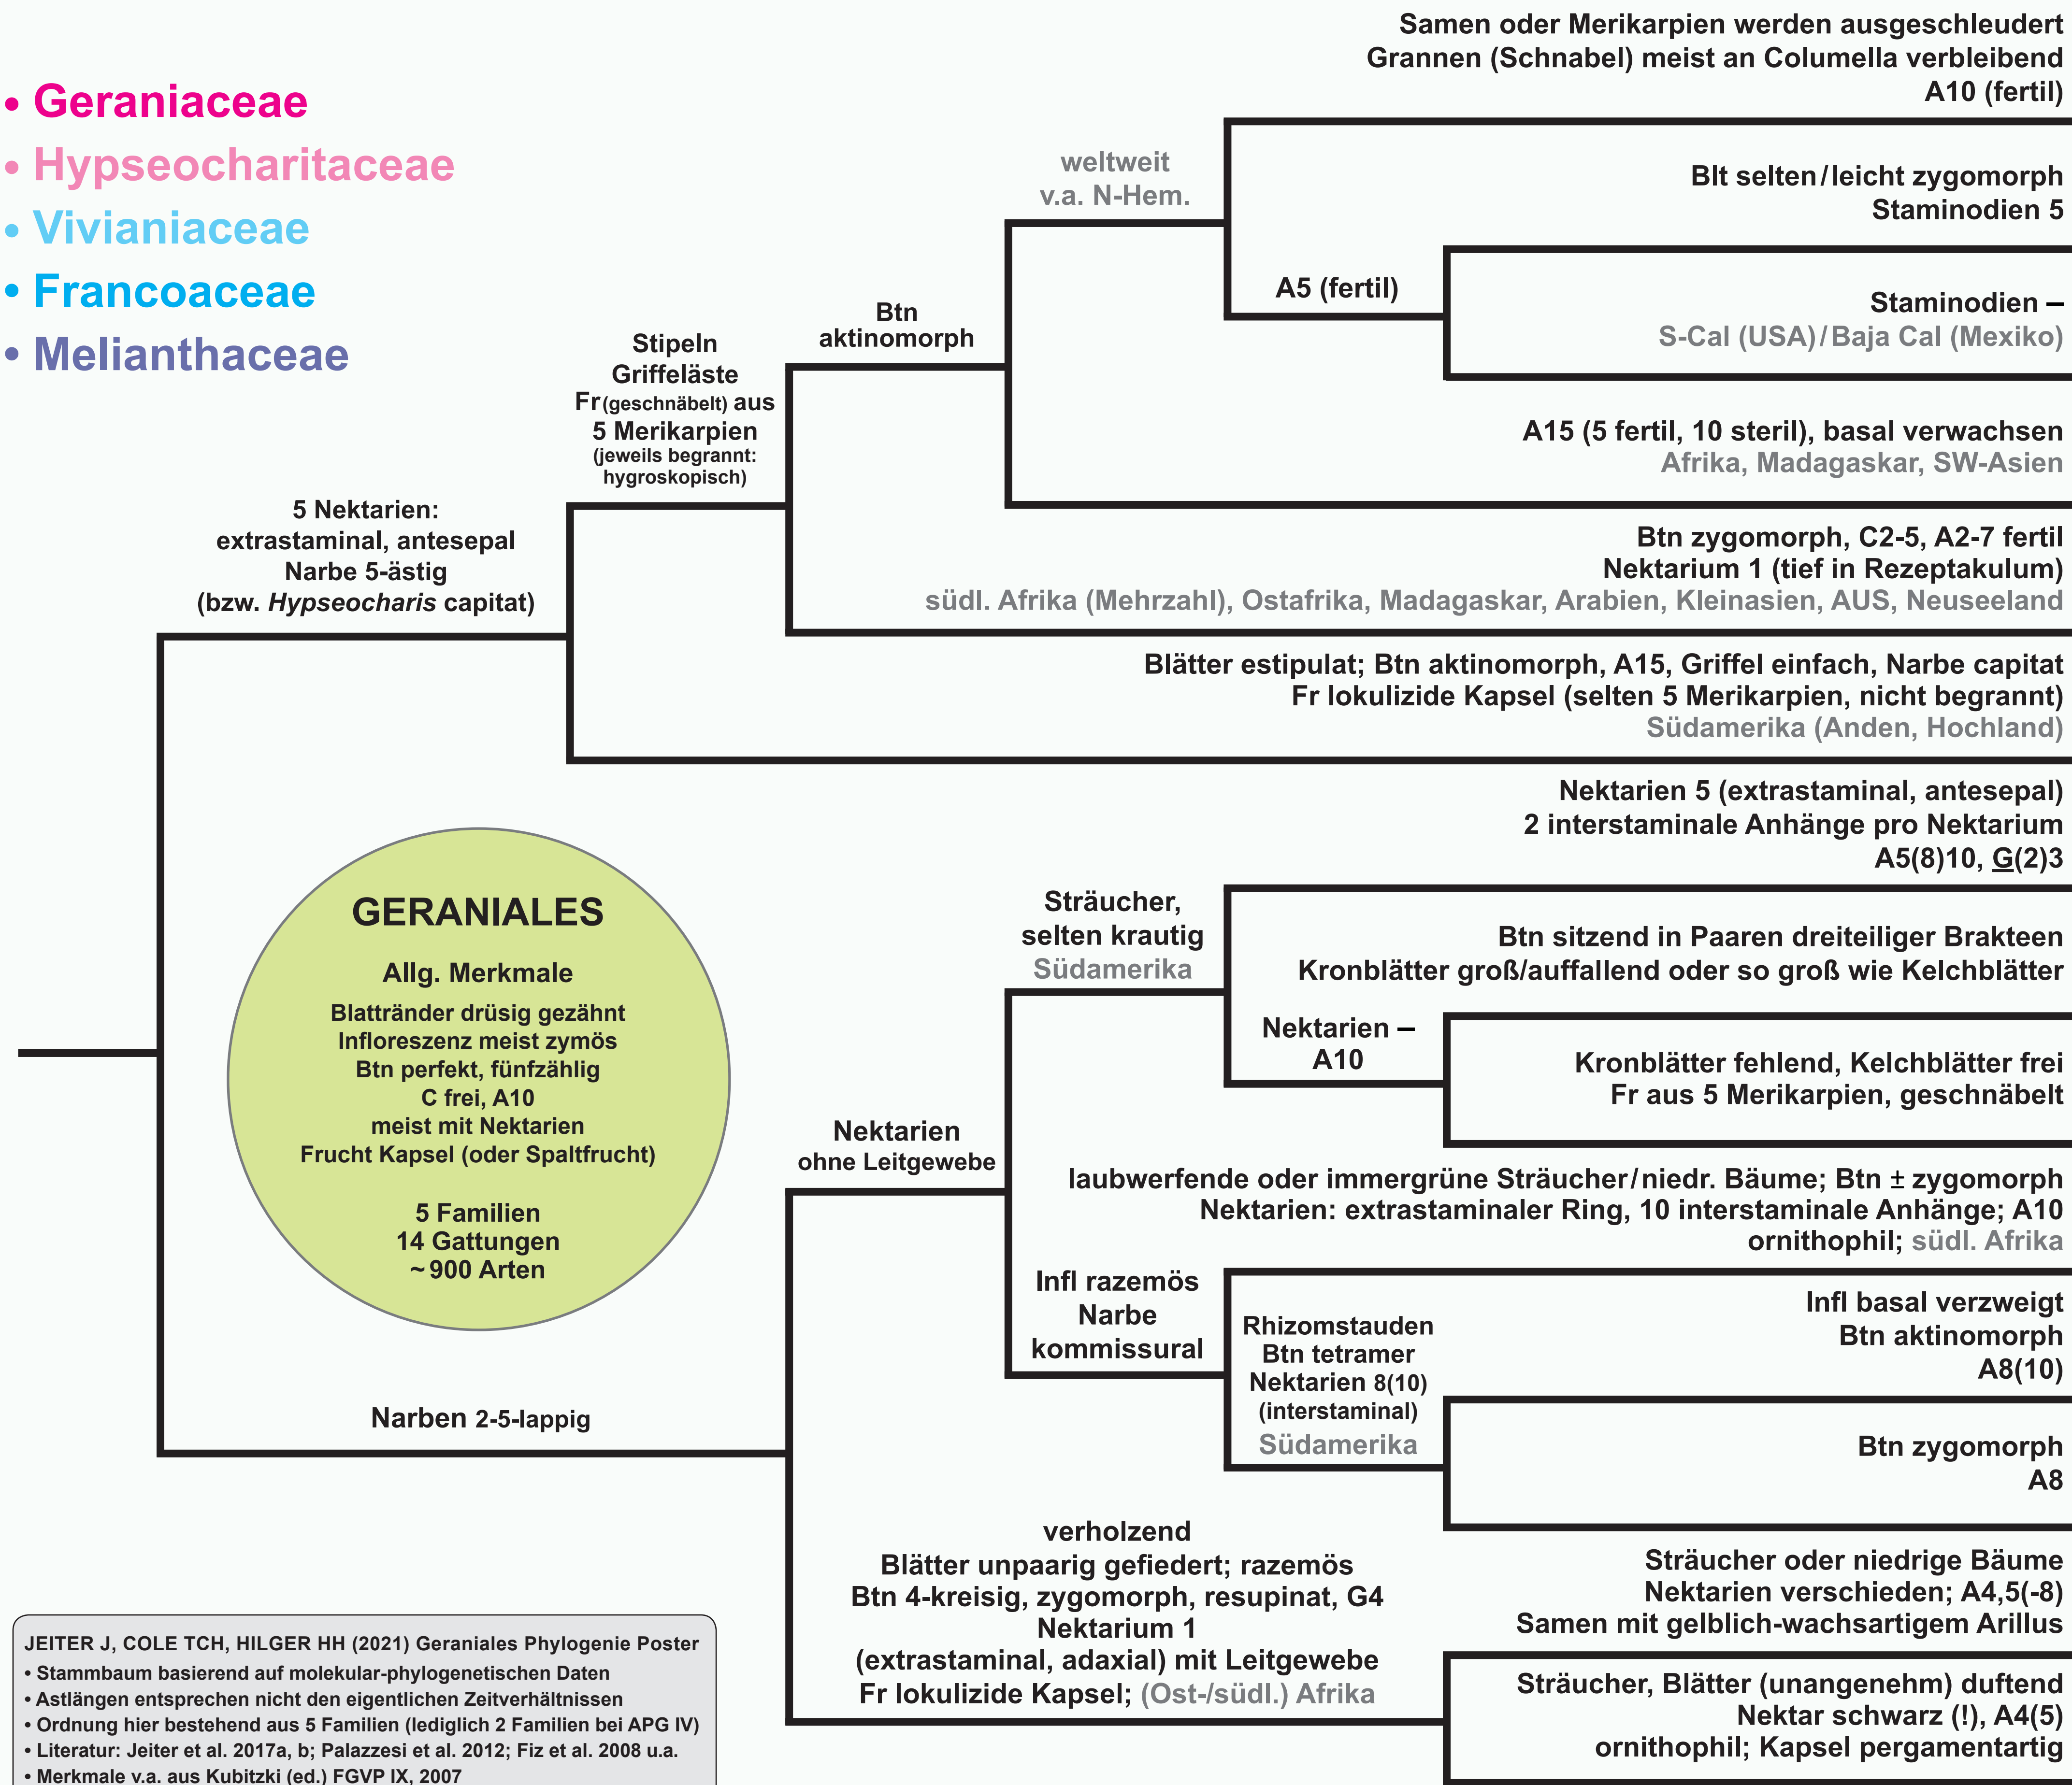 • Geraniaceae
• Hypseocharitaceae
• Vivianiaceae
• Francoaceae
• Melianthaceae
Samen oder Merikarpien werden ausgeschleudert
Grannen (Schnabel) meist an Columella verbleibend
A10 (fertil)
weltweit
v.a. N-Hem.
Blt selten/leicht zygomorph
Staminodien 5
A5 (fertil)
Staminodien –
S-Cal (USA)/Baja Cal (Mexiko)
Btn
aktinomorph
Stipeln
Griffeläste
Fr (geschnäbelt) aus
5 Merikarpien
(jeweils begrannt:
hygroskopisch)
A15 (5 fertil, 10 steril), basal verwachsen
Afrika, Madagaskar, SW-Asien
5 Nektarien:
extrastaminal, antesepal
Narbe 5-ästig
(bzw. Hypseocharis capitat)
Btn zygomorph, C2-5, A2-7 fertil
Nektarium 1 (tief in Rezeptakulum)
südl. Afrika (Mehrzahl), Ostafrika, Madagaskar, Arabien, Kleinasien, AUS, Neuseeland
Blätter estipulat; Btn aktinomorph, A15, Griffel einfach, Narbe capitat
Fr lokulizide Kapsel (selten 5 Merikarpien, nicht begrannt)
Südamerika (Anden, Hochland)
Nektarien 5 (extrastaminal, antesepal)
2 interstaminale Anhänge pro Nektarium
A5(8)10, G(2)3
GERANIALES
Allg. Merkmale
Blattränder drüsig gezähnt
Infloreszenz meist zymös
Btn perfekt, fünfzählig
C frei, A10
meist mit Nektarien
Frucht Kapsel (oder Spaltfrucht)
5 Familien
14 Gattungen
~900 Arten
Sträucher,
selten krautig
Südamerika
Btn sitzend in Paaren dreiteiliger Brakteen
Kronblätter groß/auffallend oder so groß wie Kelchblätter
Nektarien –
A10
Kronblätter fehlend, Kelchblätter frei
Fr aus 5 Merikarpien, geschnäbelt
Nektarien
ohne Leitgewebe
laubwerfende oder immergrüne Sträucher/niedr. Bäume; Btn ± zygomorph
Nektarien: extrastaminaler Ring, 10 interstaminale Anhänge; A10
ornithophil; südl. Afrika
Infl razemös
Narbe
kommissural
Rhizomstauden
Btn tetramer
Nektarien 8(10)
(interstaminal)
Südamerika
Infl basal verzweigt
Btn aktinomorph
A8(10)
Btn zygomorph
A8
Narben 2-5-lappig
verholzend
Blätter unpaarig gefiedert; razemös
Btn 4-kreisig, zygomorph, resupinat, G4
Nektarium 1
(extrastaminal, adaxial) mit Leitgewebe
Fr lokulizide Kapsel; (Ost-/südl.) Afrika
Sträucher oder niedrige Bäume
Nektarien verschieden; A4,5(-8)
Samen mit gelblich-wachsartigem Arillus
Sträucher, Blätter (unangenehm) duftend
Nektar schwarz (!), A4(5)
ornithophil; Kapsel pergamentartig
JEITER J, COLE TCH, HILGER HH (2021) Geraniales Phylogenie Poster
• Stammbaum basierend auf molekular-phylogenetischen Daten
• Astlängen entsprechen nicht den eigentlichen Zeitverhältnissen
• Ordnung hier bestehend aus 5 Familien (lediglich 2 Familien bei APG IV)
• Literatur: Jeiter et al. 2017a, b; Palazzesi et al. 2012; Fiz et al. 2008 u.a.
• Merkmale v.a. aus Kubitzki (ed.) FGVP IX, 2007